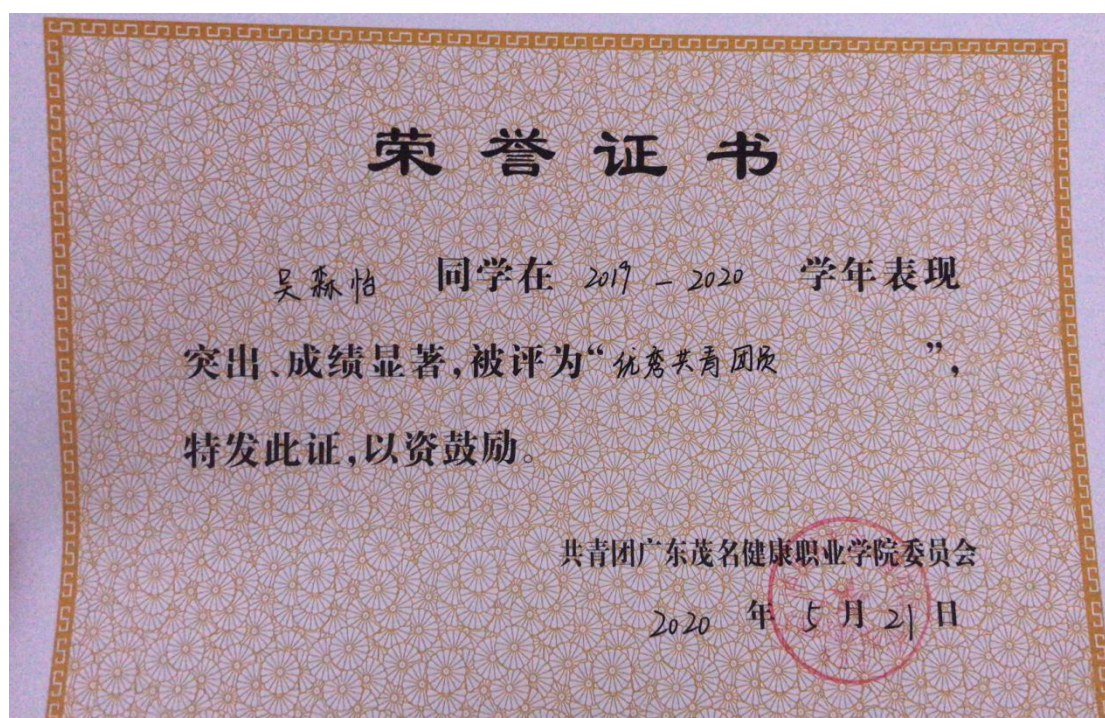 荣誉证书
吴霖怡 同学在 2019-2020 学年表现
突出、成绩显著，被评为“优秀共青团员”，
特发此证，以资鼓励。
共青团广东茂名健康职业学院委员会
2020 年 5 月 21 日